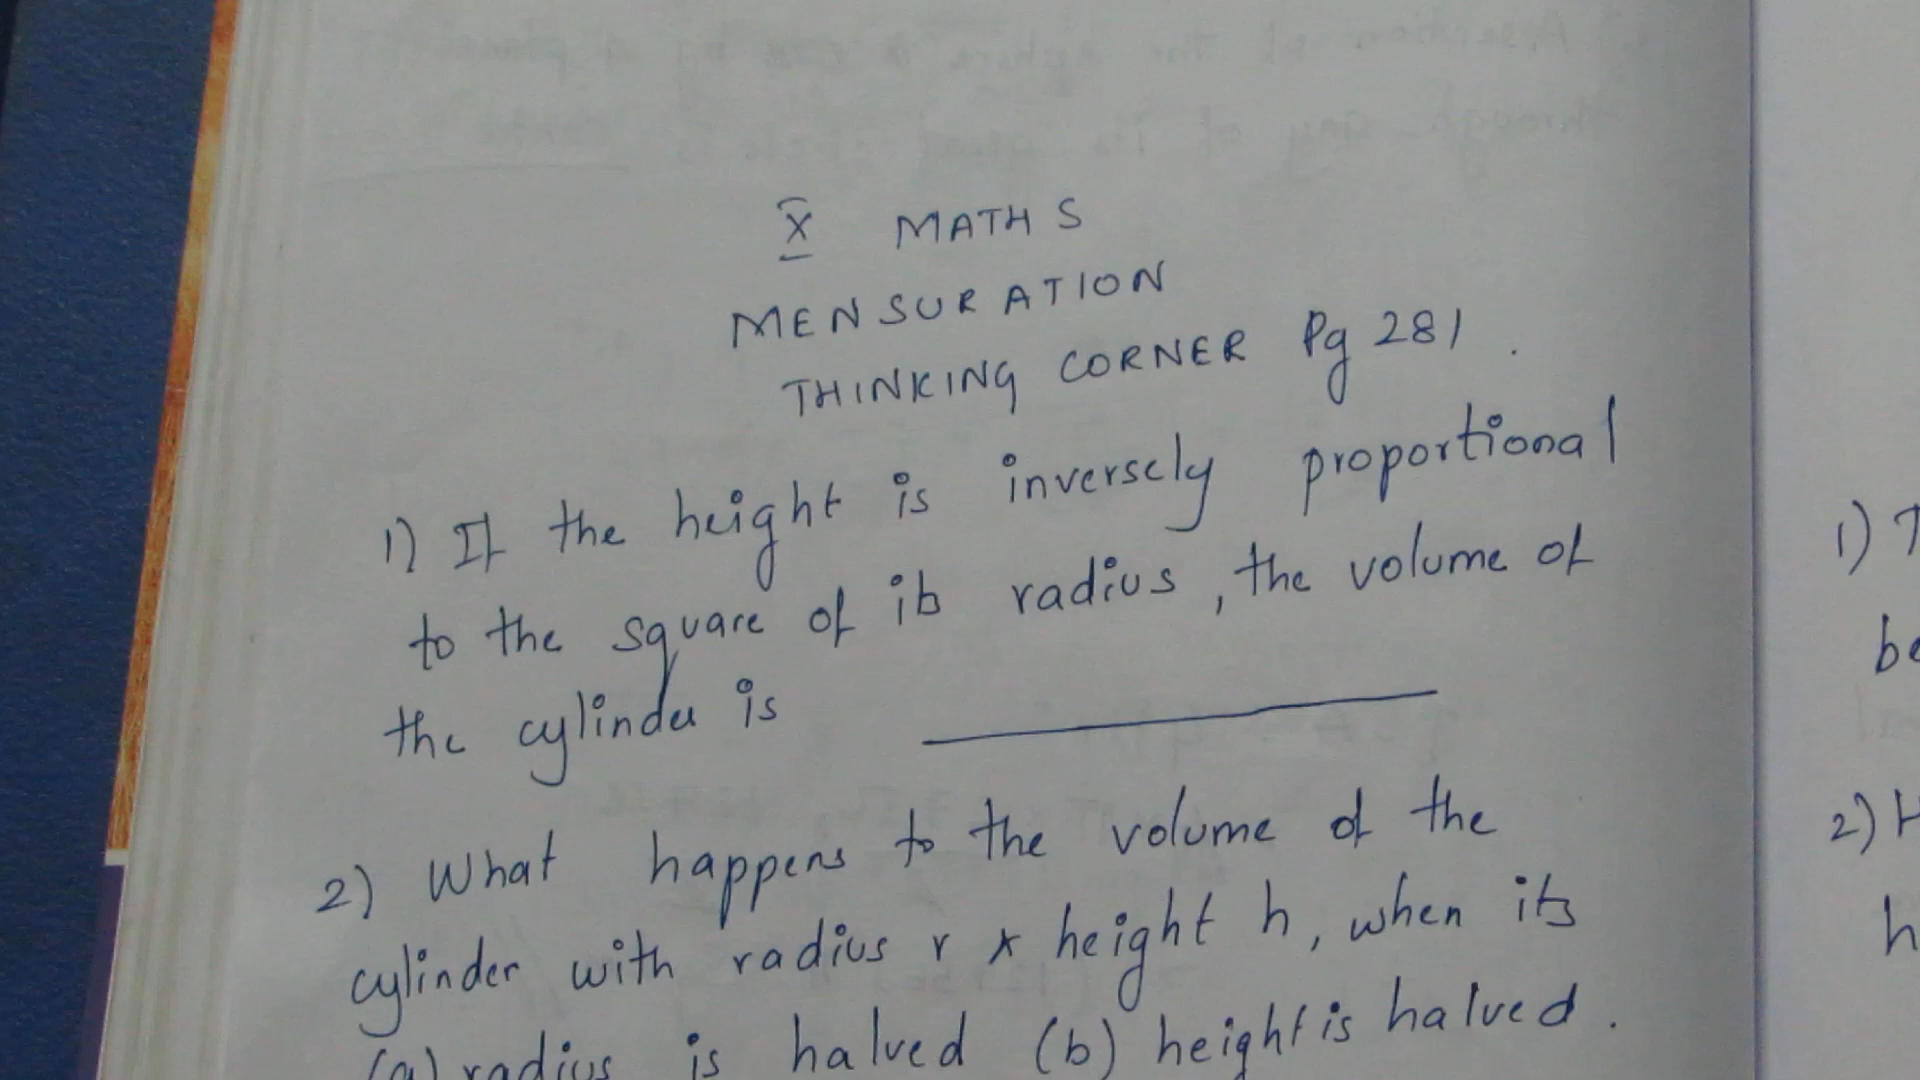 X MATHS
MENSURATION
THINKING CORNER Pg 281.
1) If the height is inversely proportional
to the square of its radius, the volume of
the cylinder is
2) What happens to the volume of the
cylinder with radius r & height h, when its
(a) radius is halved (b) height is halved.
1) T
be
2) H
h